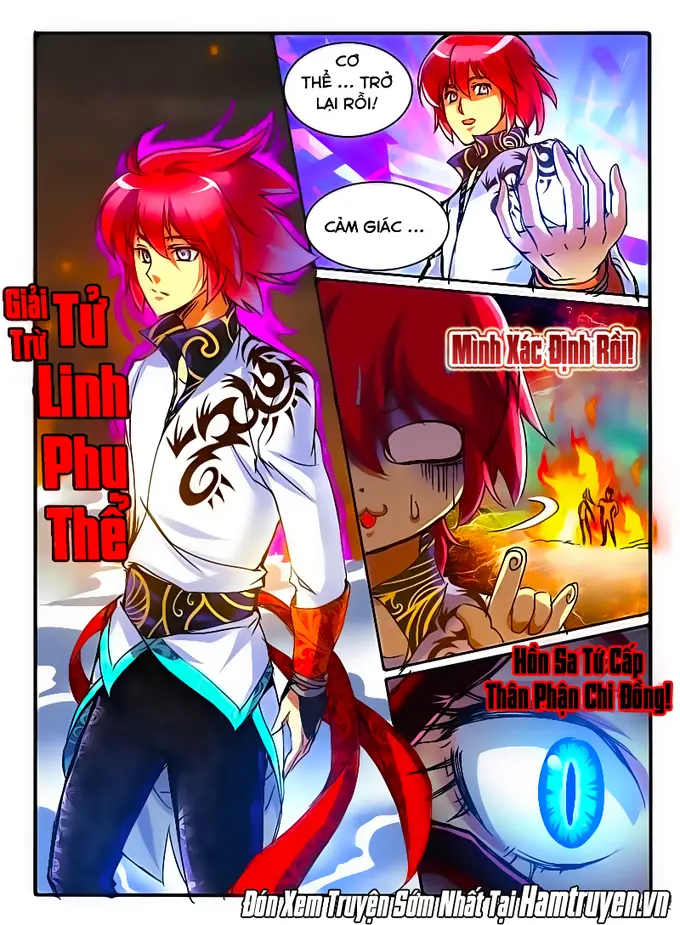 CƠ
THỂ ... TRỞ
LẠI RỒI!
CẢM GIÁC ...
Giải
Trừ
Tử
Linh
Phụ
Thể
Mình Xác Định Rồi!
Hồn Sa Tứ Cấp
Thân Phận Chi Đồng!
Đón Xem Truyện Sớm Nhất Tại Hamtruyen.vn